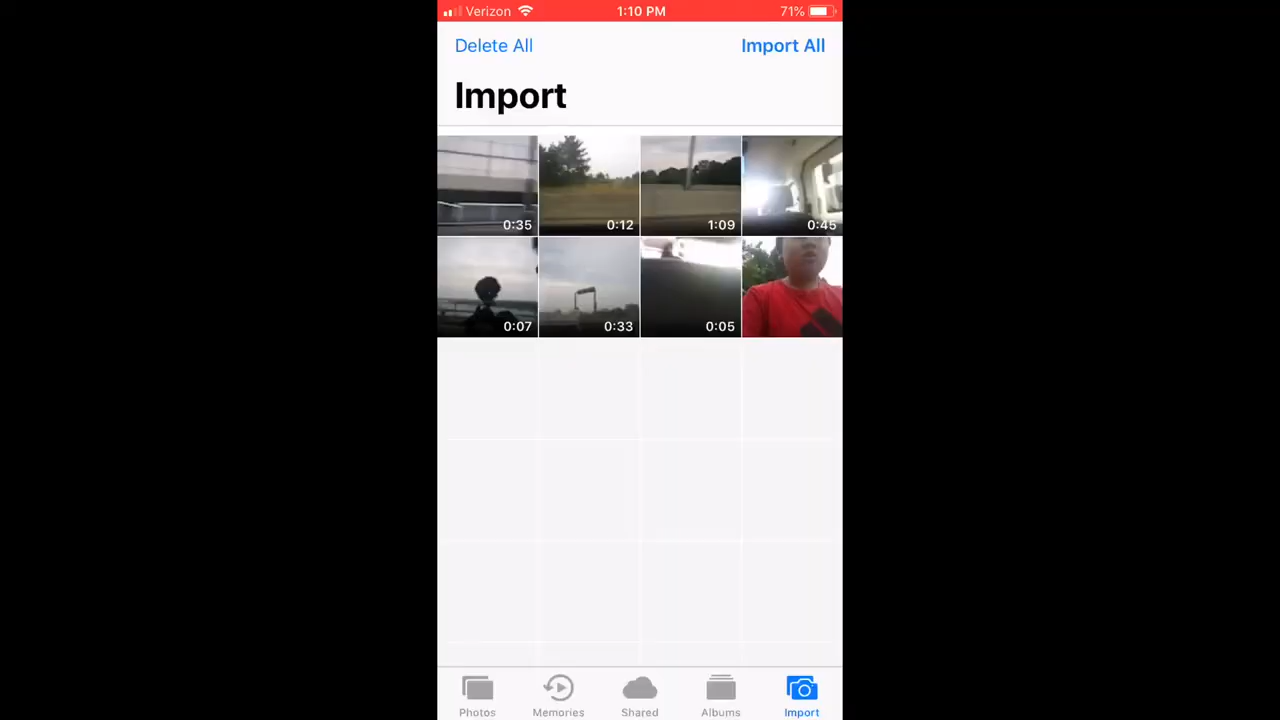 Verizon 1:10 PM 71%
Delete All Import All
Import
0:35 0:12 1:09 0:45
0:07 0:33 0:05
Photos Memories Shared Albums Import